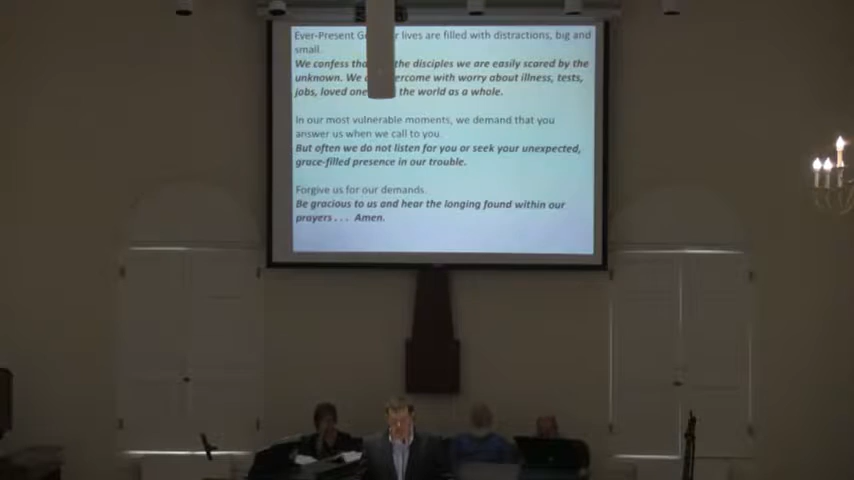 Ever-Present G r lives are filled with distractions, big and
small.
We confess tha the disciples we are easily scared by the
unknown. We ercome with worry about illness, tests,
jobs, loved one the world as a whole.
In our most vulnerable moments, we demand that you
answer us when we call to you.
But often we do not listen for you or seek your unexpected,
grace-filled presence in our trouble.
Forgive us for our demands.
Be gracious to us and hear the longing found within our
prayers . . . Amen.